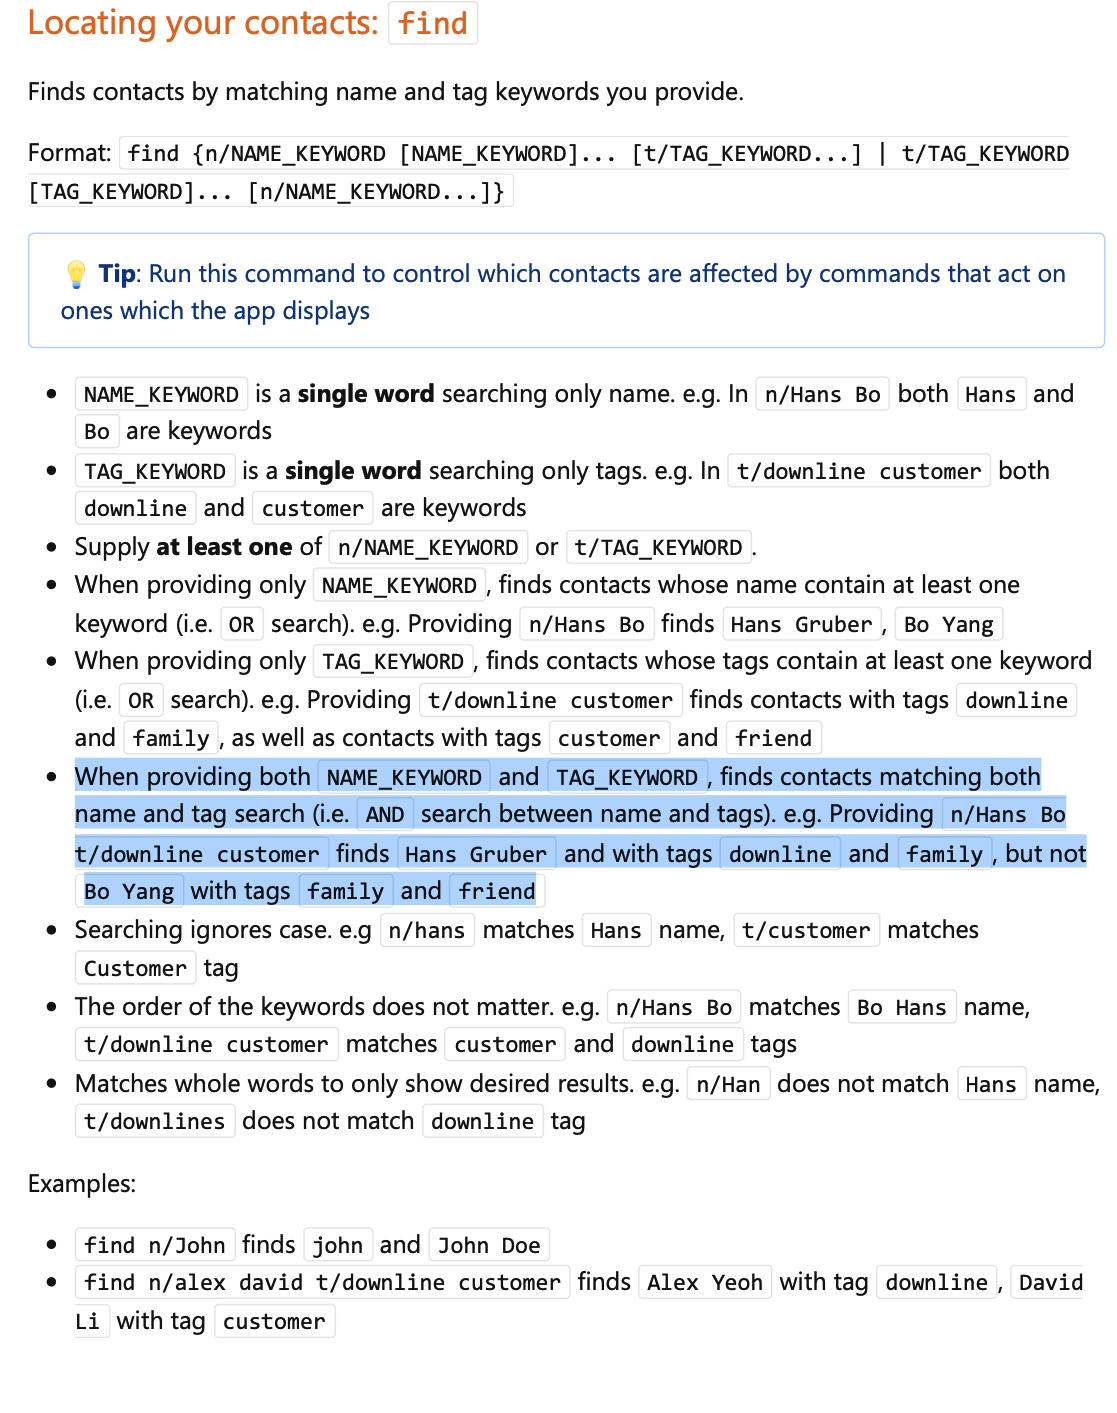 Locating your contacts: find
Finds contacts by matching name and tag keywords you provide.
Format: find {n/NAME_KEYWORD [NAME_KEYWORD]... [t/TAG_KEYWORD...] | t/TAG_KEYWORD
[TAG_KEYWORD]... [n/NAME_KEYWORD...]}
💡 Tip: Run this command to control which contacts are affected by commands that act on
ones which the app displays
• NAME_KEYWORD is a single word searching only name. e.g. In n/Hans Bo both Hans and
Bo are keywords
• TAG_KEYWORD is a single word searching only tags. e.g. In t/downline customer both
downline and customer are keywords
• Supply at least one of n/NAME_KEYWORD or t/TAG_KEYWORD.
• When providing only NAME_KEYWORD, finds contacts whose name contain at least one
keyword (i.e. OR search). e.g. Providing n/Hans Bo finds Hans Gruber, Bo Yang
• When providing only TAG_KEYWORD, finds contacts whose tags contain at least one keyword
(i.e. OR search). e.g. Providing t/downline customer finds contacts with tags downline
and family, as well as contacts with tags customer and friend
• When providing both NAME_KEYWORD and TAG_KEYWORD, finds contacts matching both
name and tag search (i.e. AND search between name and tags). e.g. Providing n/Hans Bo
t/downline customer finds Hans Gruber and with tags downline and family, but not
Bo Yang with tags family and friend
• Searching ignores case. e.g n/hans matches Hans name, t/customer matches
Customer tag
• The order of the keywords does not matter. e.g. n/Hans Bo matches Bo Hans name,
t/downline customer matches customer and downline tags
• Matches whole words to only show desired results. e.g. n/Han does not match Hans name,
t/downlines does not match downline tag
Examples:
• find n/John finds john and John Doe
• find n/alex david t/downline customer finds Alex Yeoh with tag downline, David
Li with tag customer